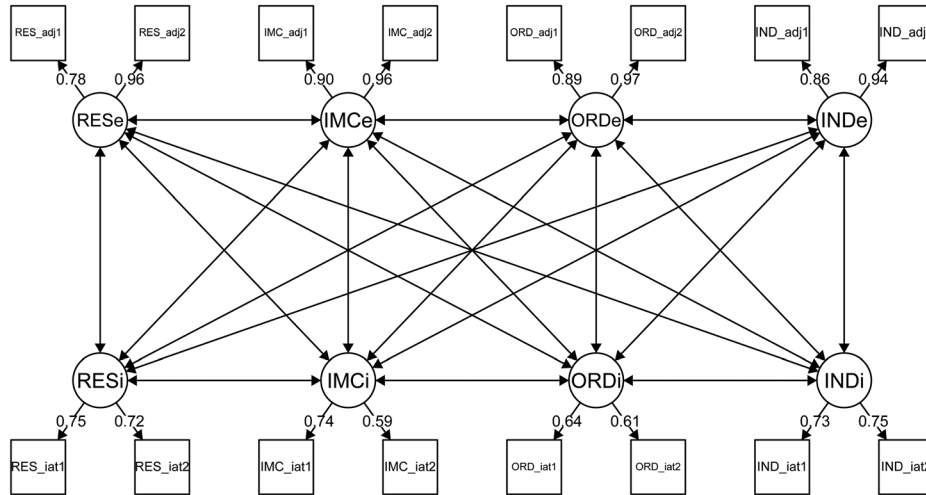 RES_adj1 RES_adj2 IMC_adj1 IMC_adj2 ORD_adj1 ORD_adj2 IND_adj1 IND_adj
0.78 0.96 0.90 0.96 0.89 0.97 0.86 0.94
RESe IMCe ORDe INDe
RESi IMCi ORDi INDi
0.75 0.72 0.74 0.59 0.64 0.61 0.73 0.75
RES_iat1 RES_iat2 IMC_iat1 IMC_iat2 ORD_iat1 ORD_iat2 IND_iat1 IND_iat2